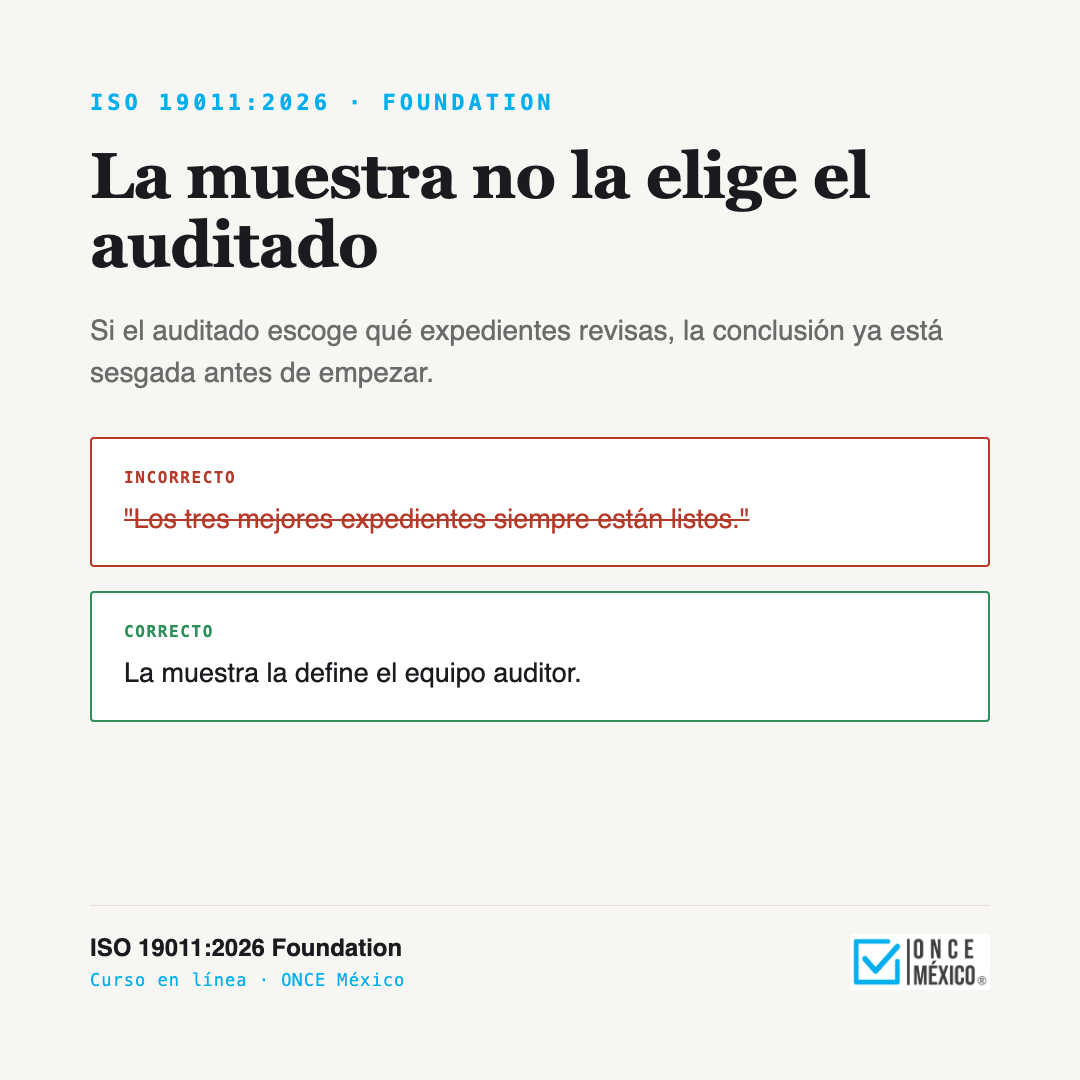 ISO 19011:2026 · FOUNDATION
La muestra no la elige el
auditado
Si el auditado escoge qué expedientes revisas, la conclusión ya está
sesgada antes de empezar.
INCORRECTO
"Los tres mejores expedientes siempre están listos."
CORRECTO
La muestra la define el equipo auditor.
ISO 19011:2026 Foundation
Curso en línea · ONCE México
ONCE
MÉXICO®